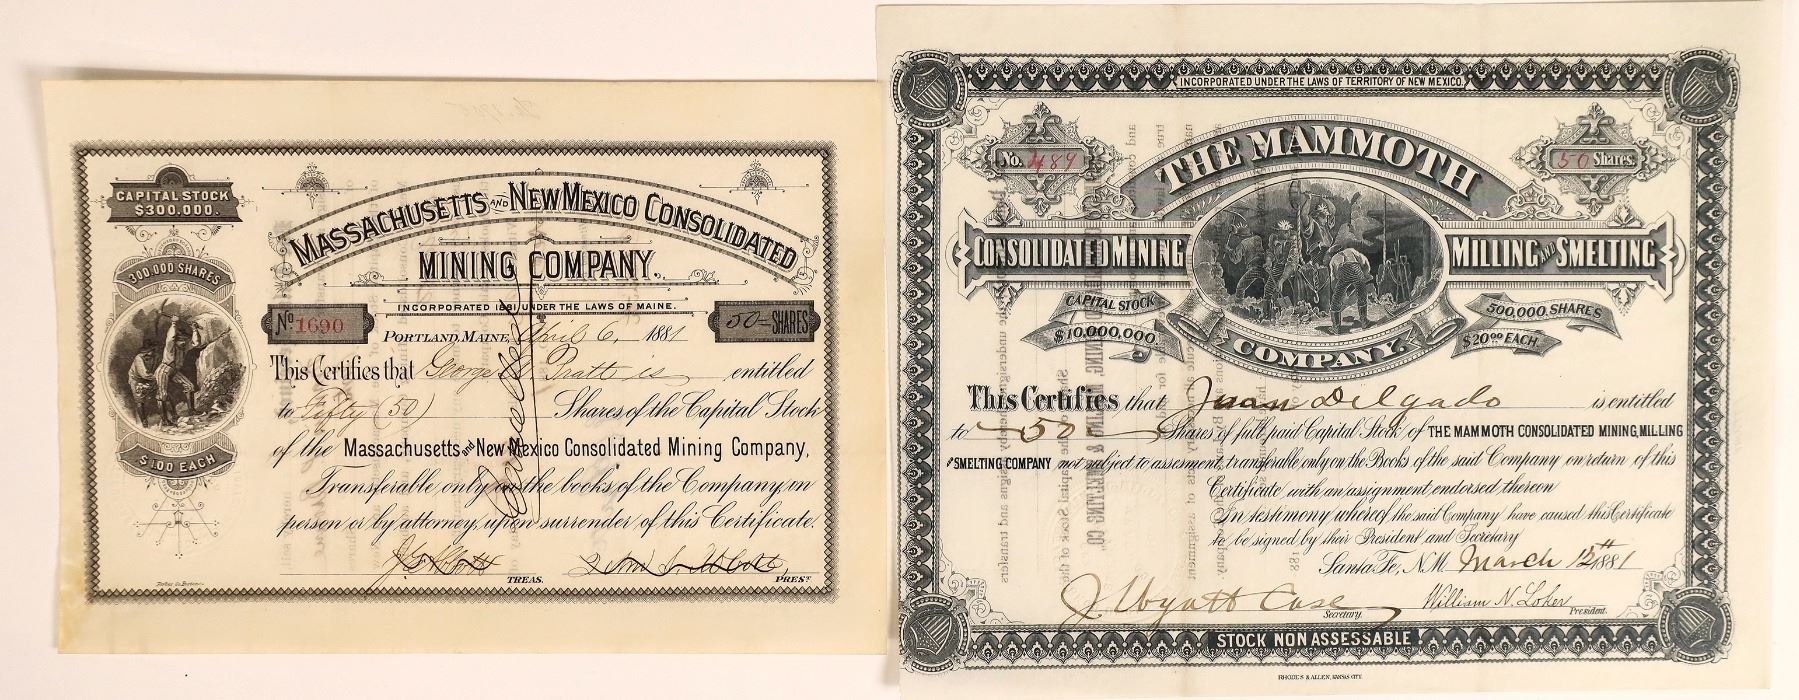 CAPITAL STOCK
$300.000.
300.000 SHARES
$1.00 EACH
MASSACHUSETTS AND NEW MEXICO CONSOLIDATED
MINING COMPANY.
INCORPORATED 1881 UNDER THE LAWS OF MAINE.
No. 1690
50 SHARES
PORTLAND, MAINE, April 6, 1881
This Certifies that George Pratt is entitled
to Fifty (50) Shares of the Capital Stock
of the Massachusetts and New Mexico Consolidated Mining Company,
Transferable only on the books of the Company, in
person or by attorney, upon surrender of this Certificate.
Cancelled
TREAS.
PREST
INCORPORATED UNDER THE LAWS OF TERRITORY OF NEW MEXICO.
No. 489
50 Shares.
THE MAMMOTH
CONSOLIDATED MINING MILLING AND SMELTING
COMPANY.
CAPITAL STOCK
$10,000,000
500,000 SHARES
$20.00 EACH
This Certifies that Juan Delgado is entitled
to 50 Shares of full paid Capital Stock of THE MAMMOTH CONSOLIDATED MINING, MILLING
AND SMELTING COMPANY not subject to assesment, transferable only on the Books of the said Company on return of this
Certificate with an assignment endorsed thereon
In testimony whereof the said Company have caused this Certificate
to be signed by their President and Secretary
Santa Fe, N.M. March 15th 1881
J. Wyatt Case Secretary.
William N. Loker President.
STOCK NON ASSESSABLE
RHODES & ALLEN, KANSAS CITY.